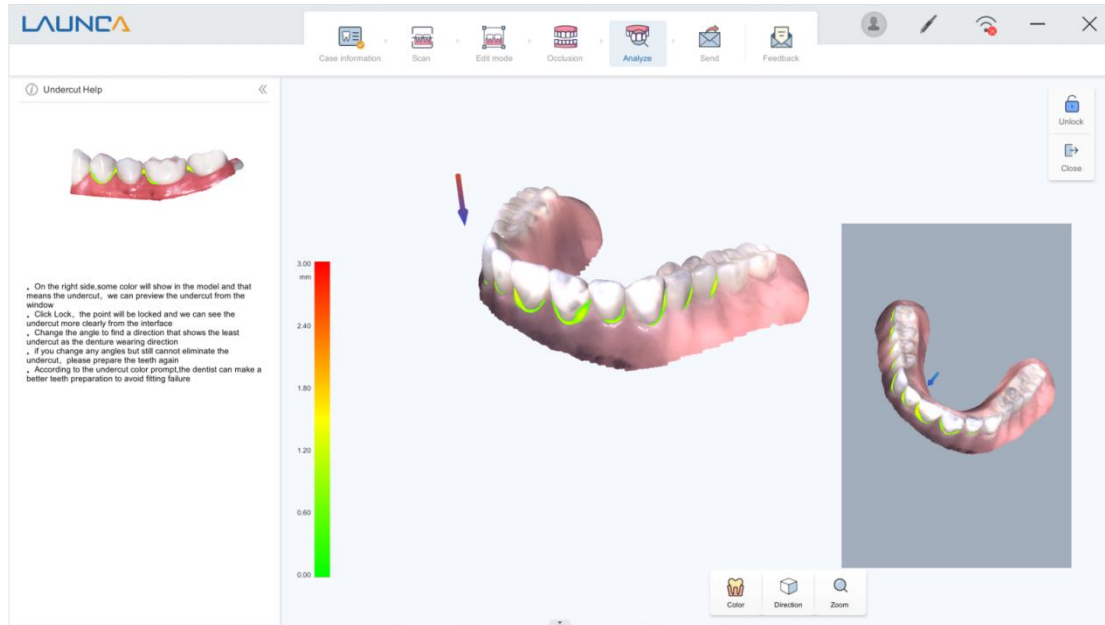 LAUNCA
Case information
Scan
Edit mode
Occlusion
Analyze
Send
Feedback
Undercut Help
Unlock
Close
。On the right side,some color will show in the model and that
means the undercut, we can preview the undercut from the
window
。Click Lock, the point will be locked and we can see the
undercut more clearly from the interface
。Change the angle to find a direction that shows the least
undercut as the denture wearing direction
。if you change any angles but still cannot eliminate the
undercut, please prepare the teeth again
。According to the undercut color prompt,the dentist can make a
better teeth preparation to avoid fitting failure
3.00
mm
2.40
1.80
1.20
0.60
0.00
Color
Direction
Zoom